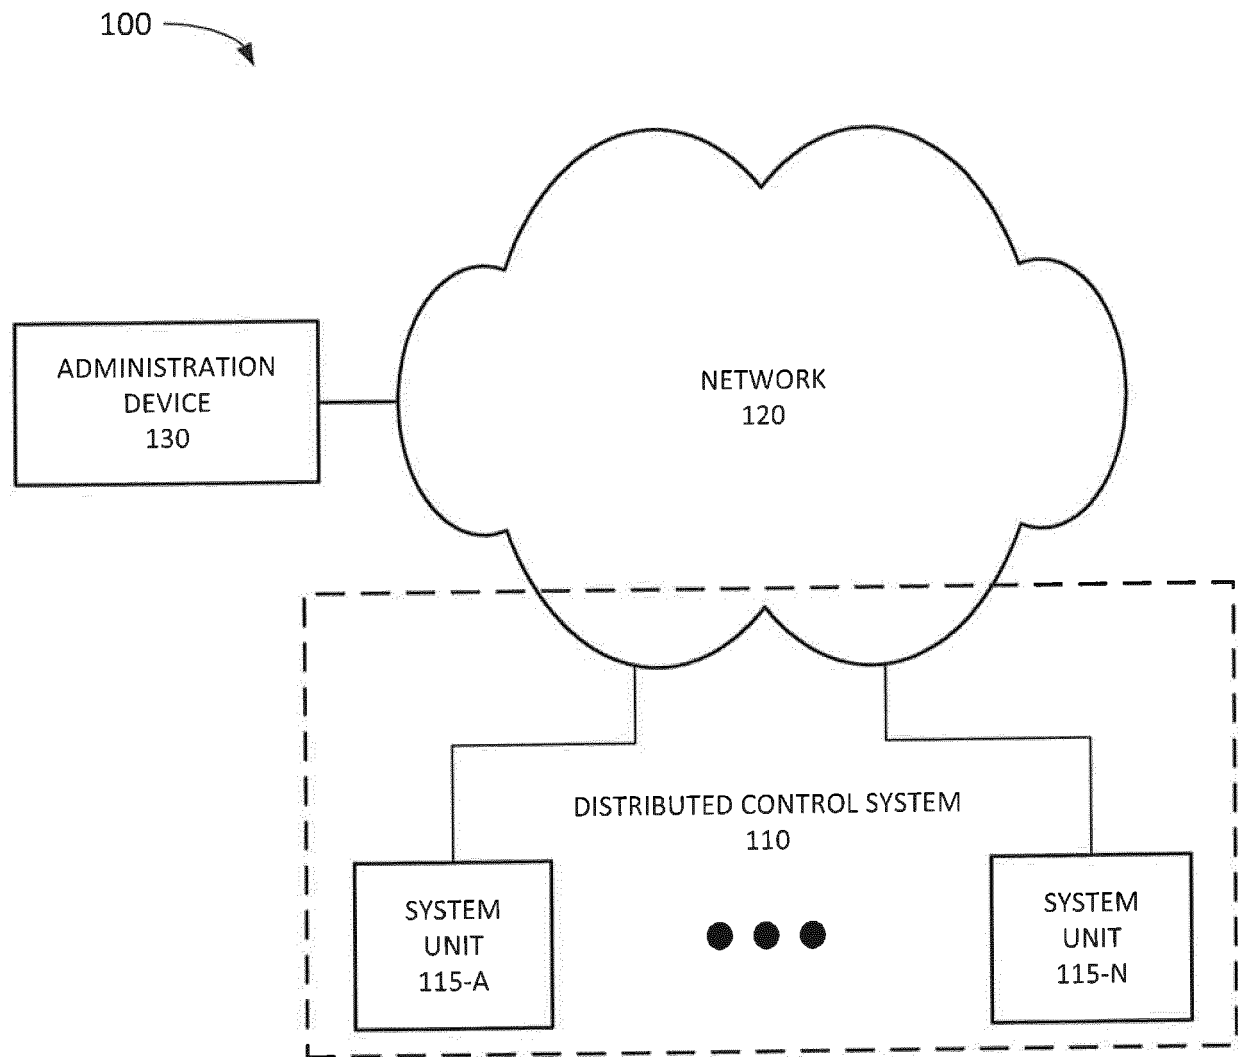 100
ADMINISTRATION
DEVICE
130
NETWORK
120
DISTRIBUTED CONTROL SYSTEM
110
SYSTEM
UNIT
115-A
SYSTEM
UNIT
115-N